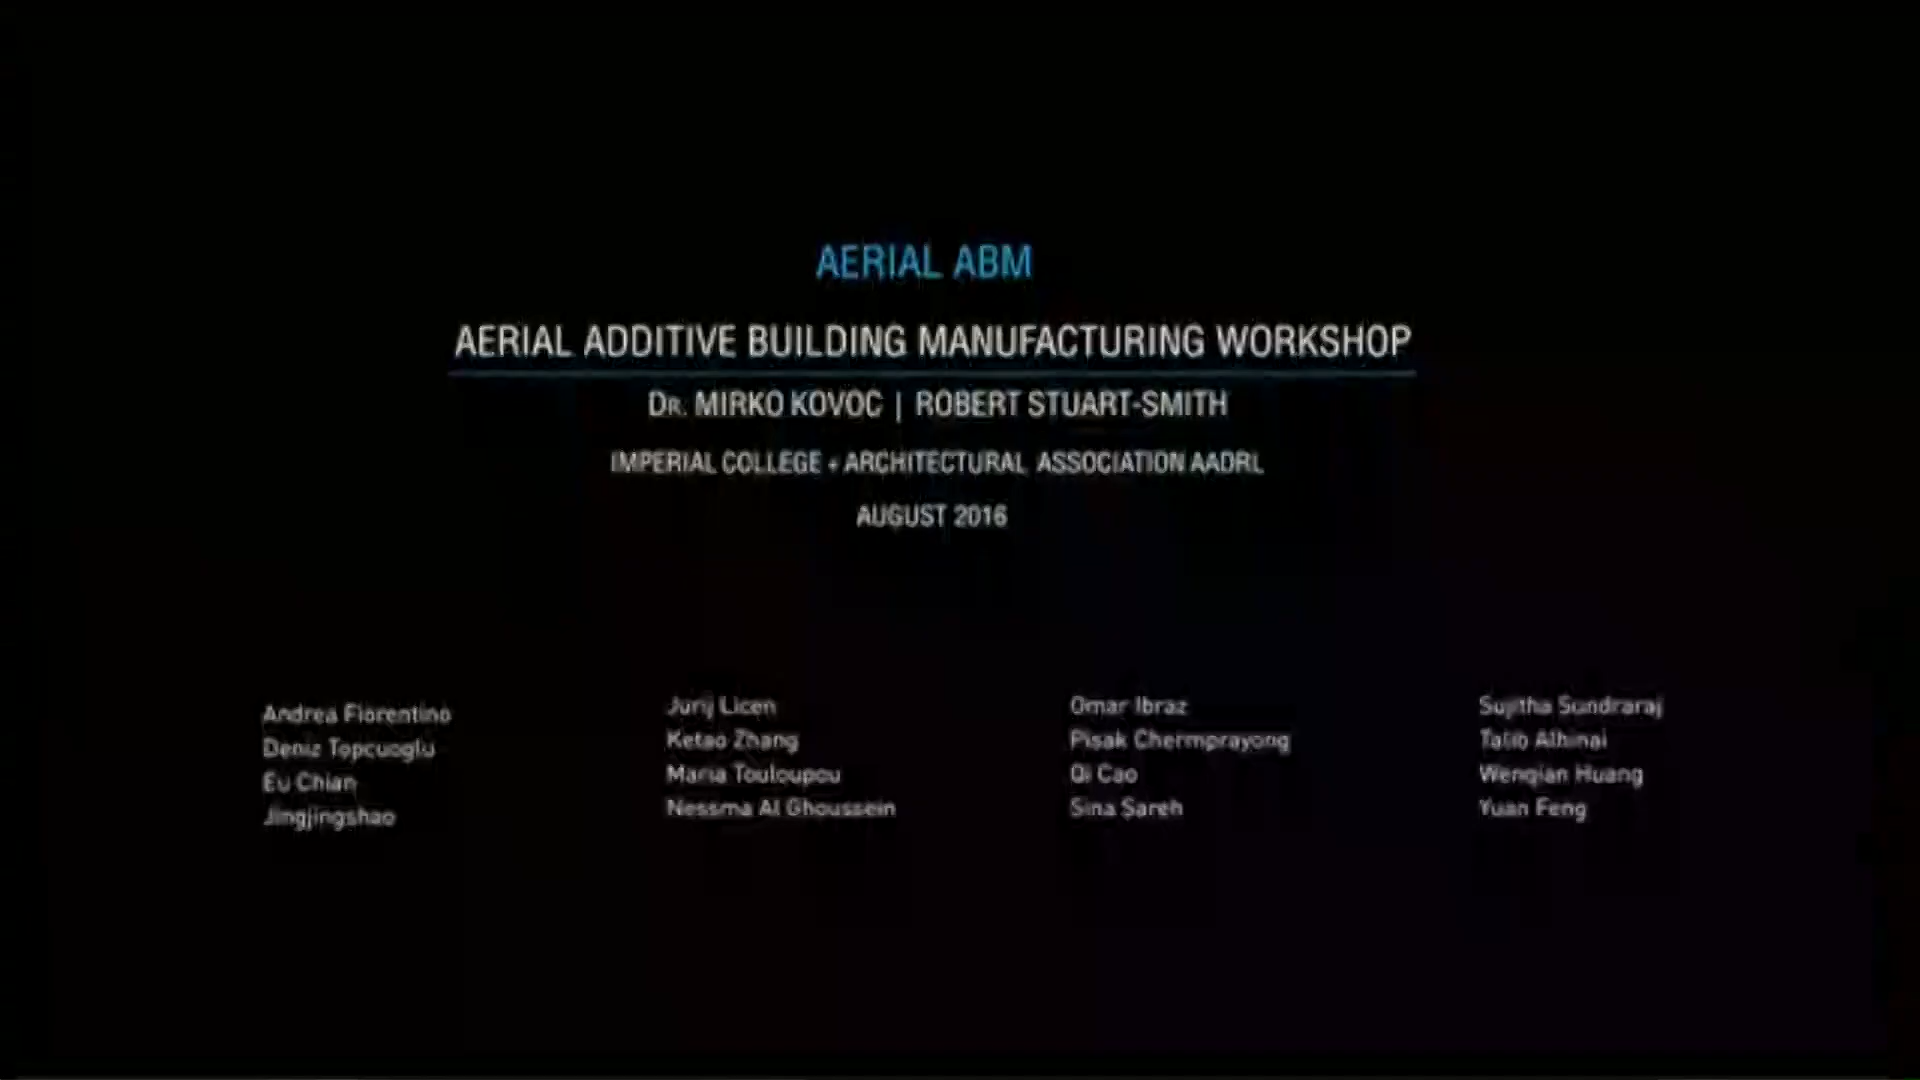 AERIAL ABM
AERIAL ADDITIVE BUILDING MANUFACTURING WORKSHOP
DR. MIRKO KOVOC | ROBERT STUART-SMITH
IMPERIAL COLLEGE + ARCHITECTURAL ASSOCIATION AADRL
AUGUST 2016
Andrea Fiorentino
Deniz Topcuoglu
Eu Chian
Jingjingshao
Jurij Licen
Ketao Zhang
Maria Touloupou
Nessma Al Ghoussein
Omar Ibraz
Pisak Chermprayong
Qi Cao
Sina Sareh
Sujitha Sundraraj
Talib Alhinai
Wenqian Huang
Yuan Feng